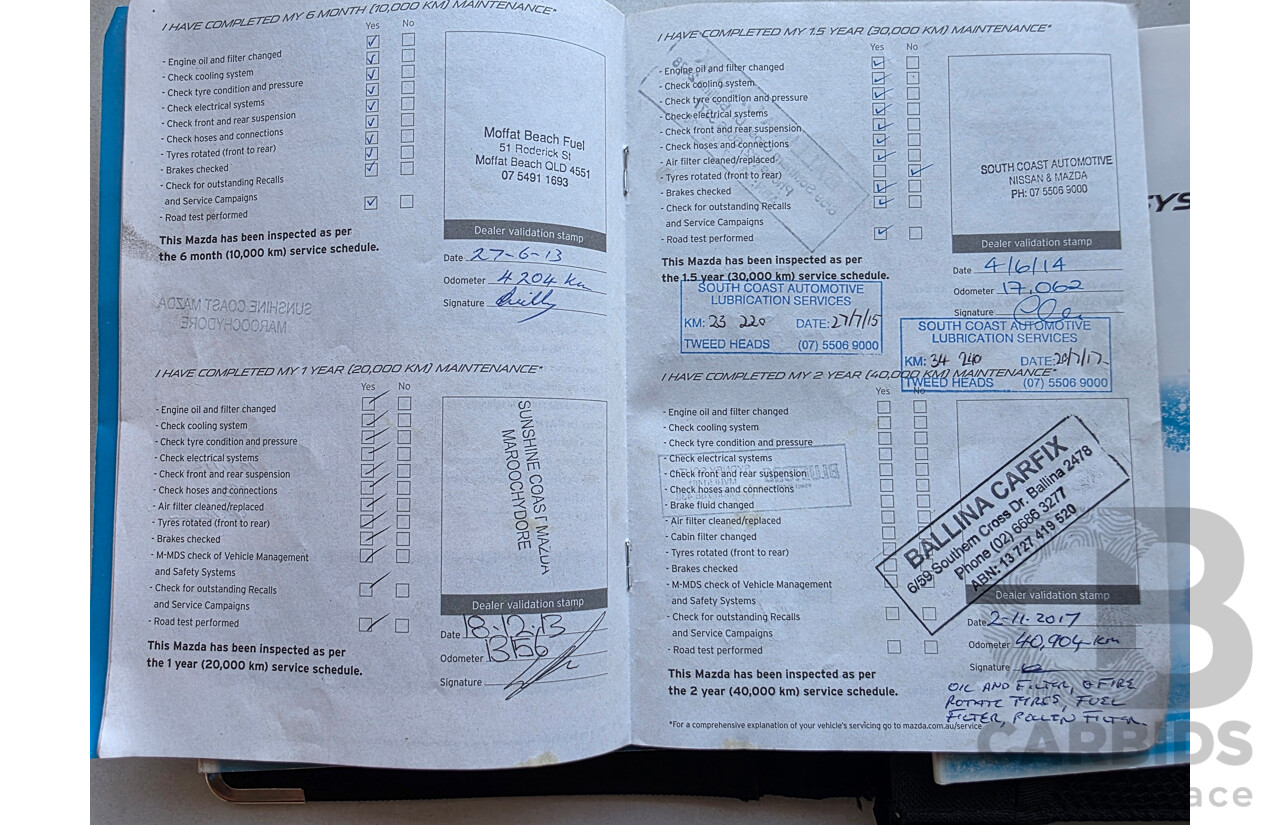 I HAVE COMPLETED MY 6 MONTH (10,000 KM) MAINTENANCE*
Yes No
- Engine oil and filter changed
- Check cooling system
- Check tyre condition and pressure
- Check electrical systems
- Check front and rear suspension
- Check hoses and connections
- Tyres rotated (front to rear)
- Brakes checked
- Check for outstanding Recalls
and Service Campaigns
- Road test performed
This Mazda has been inspected as per
the 6 month (10,000 km) service schedule.
Moffat Beach Fuel
51 Roderick St
Moffat Beach QLD 4551
07 5491 1693
Dealer validation stamp
Date 27-6-13
Odometer 4204 km
Signature
SUNSHINE COAST MAZDA
MAROOCHYDORE
I HAVE COMPLETED MY 1 YEAR (20,000 KM) MAINTENANCE*
Yes No
- Engine oil and filter changed
- Check cooling system
- Check tyre condition and pressure
- Check electrical systems
- Check front and rear suspension
- Check hoses and connections
- Air filter cleaned/replaced
- Tyres rotated (front to rear)
- Brakes checked
- M-MDS check of Vehicle Management
and Safety Systems
- Check for outstanding Recalls
and Service Campaigns
- Road test performed
This Mazda has been inspected as per
the 1 year (20,000 km) service schedule.
SUNSHINE COAST MAZDA
MAROOCHYDORE
Dealer validation stamp
Date 18-12-13
Odometer 13156
Signature
I HAVE COMPLETED MY 1.5 YEAR (30,000 KM) MAINTENANCE*
Yes No
- Engine oil and filter changed
- Check cooling system
- Check tyre condition and pressure
- Check electrical systems
- Check front and rear suspension
- Check hoses and connections
- Air filter cleaned/replaced
- Tyres rotated (front to rear)
- Brakes checked
- Check for outstanding Recalls
and Service Campaigns
- Road test performed
This Mazda has been inspected as per
the 1.5 year (30,000 km) service schedule.
SOUTH COAST AUTOMOTIVE
NISSAN & MAZDA
PH: 07 5506 9000
Dealer validation stamp
Date 4/6/14
Odometer 17,062
Signature
SOUTH COAST AUTOMOTIVE
LUBRICATION SERVICES
KM: 23 220 DATE: 27/7/15
TWEED HEADS (07) 5506 9000
SOUTH COAST AUTOMOTIVE
LUBRICATION SERVICES
KM: 34 240 DATE: 20/7/17
TWEED HEADS (07) 5506 9000
I HAVE COMPLETED MY 2 YEAR (40,000 KM) MAINTENANCE*
Yes No
- Engine oil and filter changed
- Check cooling system
- Check tyre condition and pressure
- Check electrical systems
- Check front and rear suspension
- Check hoses and connections
- Brake fluid changed
- Air filter cleaned/replaced
- Cabin filter changed
- Tyres rotated (front to rear)
- Brakes checked
- M-MDS check of Vehicle Management
and Safety Systems
- Check for outstanding Recalls
and Service Campaigns
- Road test performed
This Mazda has been inspected as per
the 2 year (40,000 km) service schedule.
BALLINA CARFIX
6/59 Southern Cross Dr. Ballina 2478
Phone (02) 6686 3277
ABN: 13 727 419 520
Dealer validation stamp
Date 2-11-2017
Odometer 40,904 km
Signature
OIL AND FILTER,
ROTATE TYRES, FUEL
FILTER, POLLEN FILTER.
*For a comprehensive explanation of your vehicle's servicing go to mazda.com.au/service
SYS
B
CARBIDS
ace